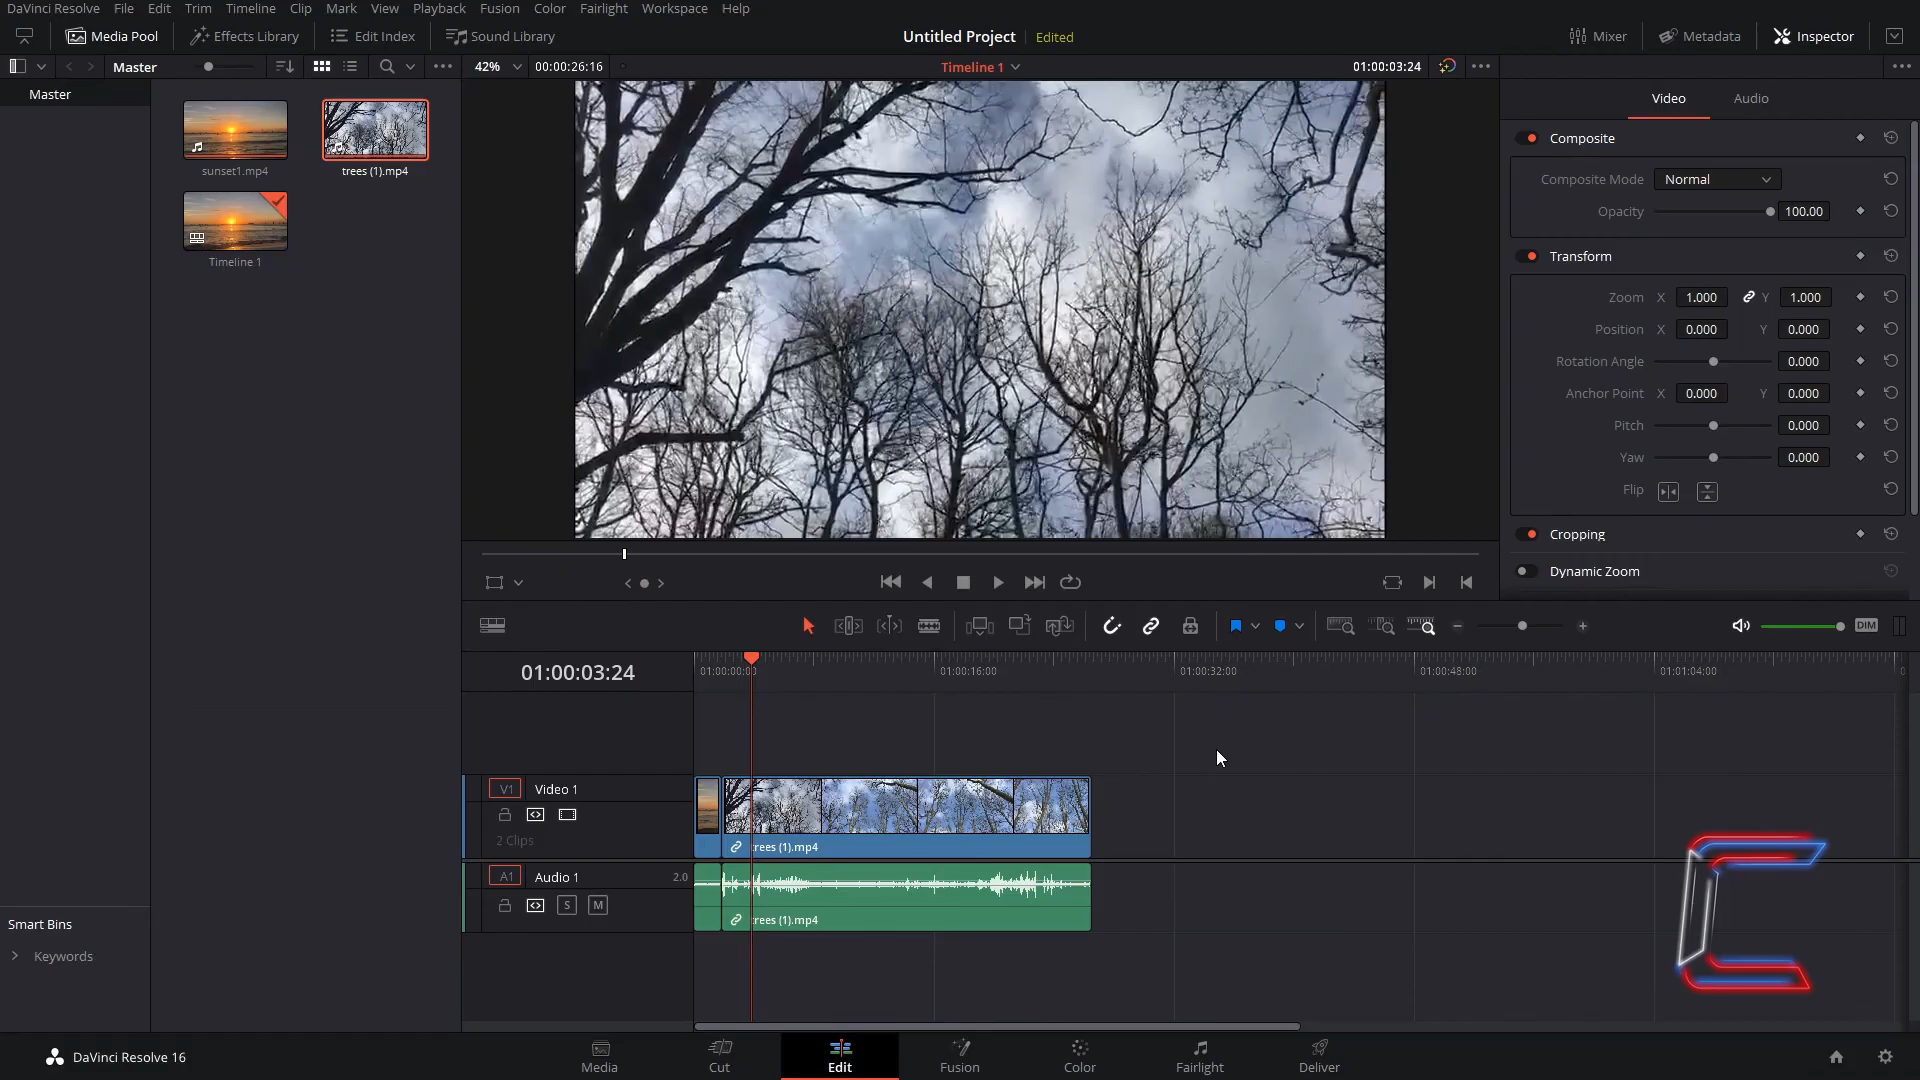 DaVinci Resolve File Edit Trim Timeline Clip Mark View Playback Fusion Color Fairlight Workspace Help
Media Pool Effects Library Edit Index Sound Library Untitled Project Edited Mixer Metadata Inspector
Master 42% 00:00:26:16 Timeline 1 01:00:03:24
Master
sunset1.mp4 trees (1).mp4
Timeline 1
Video Audio
Composite
Composite Mode Normal
Opacity 100.00
Transform
Zoom X 1.000 Y 1.000
Position X 0.000 Y 0.000
Rotation Angle 0.000
Anchor Point X 0.000 Y 0.000
Pitch 0.000
Yaw 0.000
Flip
Cropping
Dynamic Zoom
DIM
01:00:03:24 01:00:00:00 01:00:16:00 01:00:32:00 01:00:48:00 01:01:04:00
V1 Video 1
2 Clips
trees (1).mp4
A1 Audio 1 2.0
S M
trees (1).mp4
Smart Bins
Keywords
DaVinci Resolve 16
Media Cut Edit Fusion Color Fairlight Deliver